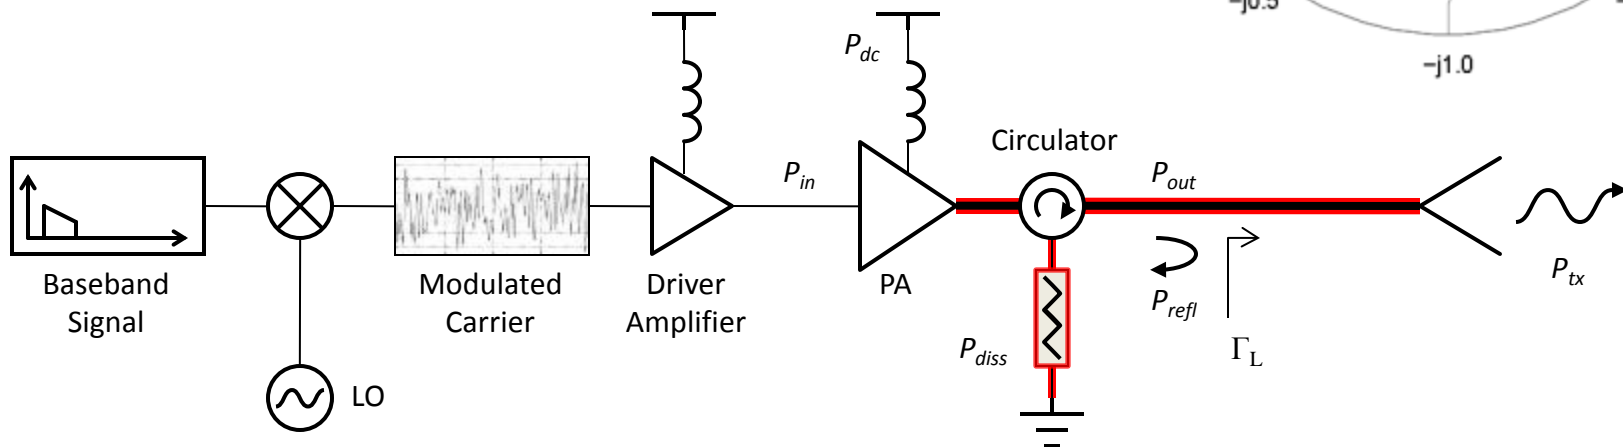 −j0.5
−j1.0
P_dc
Circulator
P_in
P_out
Baseband
Signal
Modulated
Carrier
Driver
Amplifier
PA
P_refl
P_tx
P_diss
Γ_L
LO